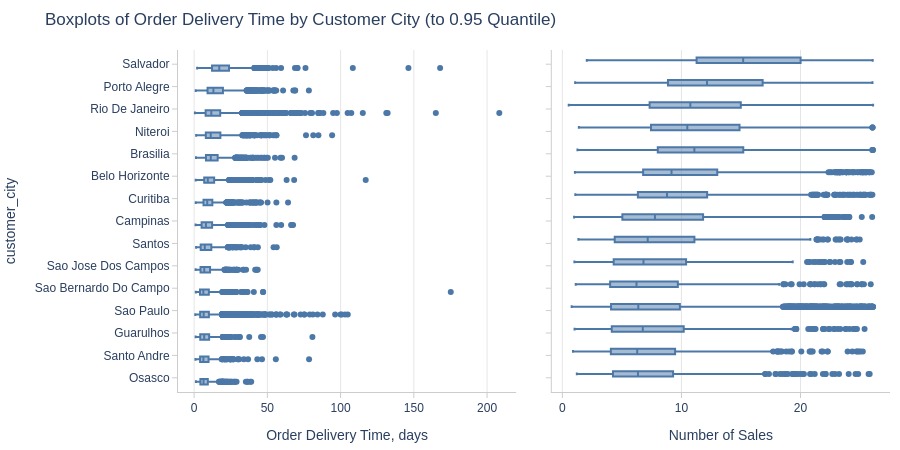 Boxplots of Order Delivery Time by Customer City (to 0.95 Quantile)
customer_city
Salvador
Porto Alegre
Rio De Janeiro
Niteroi
Brasilia
Belo Horizonte
Curitiba
Campinas
Santos
Sao Jose Dos Campos
Sao Bernardo Do Campo
Sao Paulo
Guarulhos
Santo Andre
Osasco
0 50 100 150 200
0 10 20
Order Delivery Time, days
Number of Sales